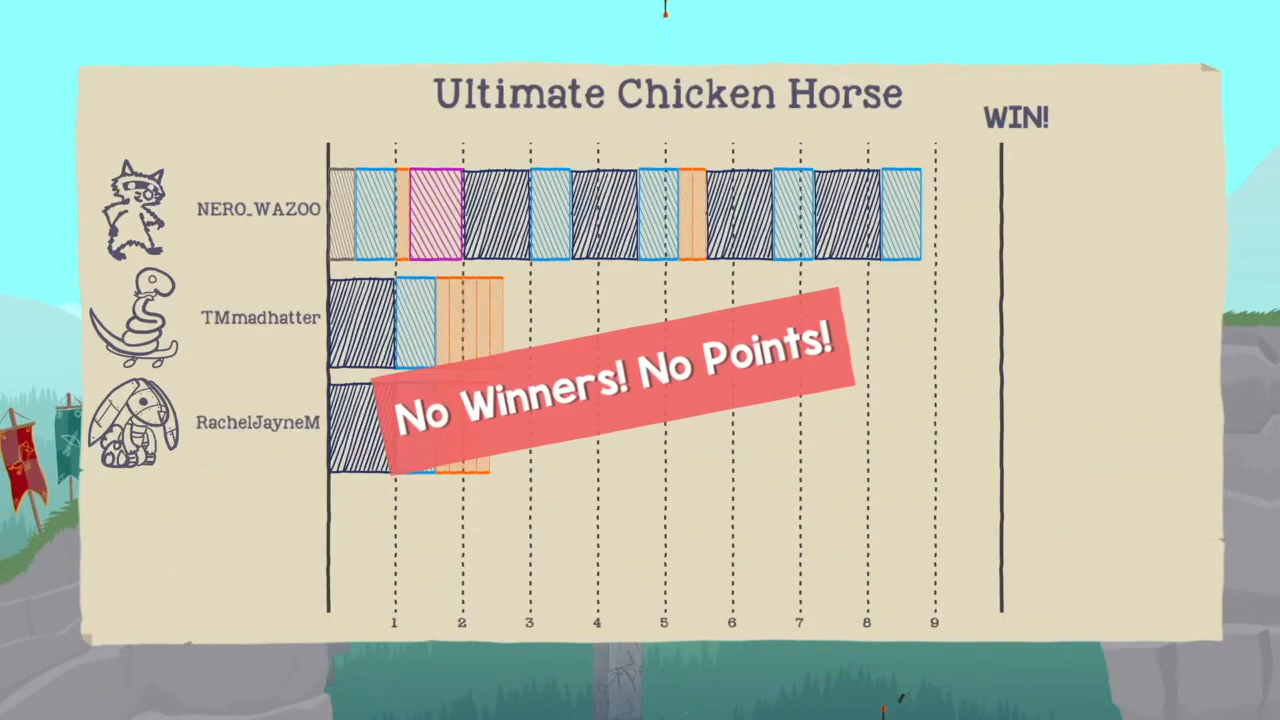 Ultimate Chicken Horse
WIN!
NERO_WAZOO
TMmadhatter
RachelJayneM
No Winners! No Points!
1 2 3 4 5 6 7 8 9